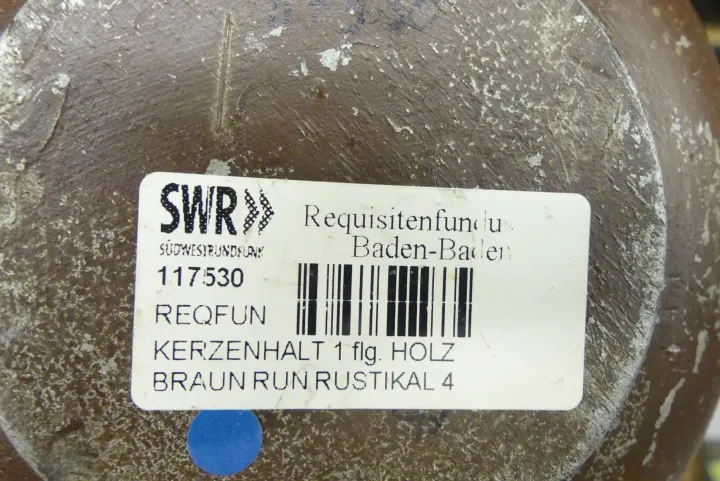 SWR
SÜDWESTRUNDFUNK
Requisitenfundus
Baden-Baden
117530
REQFUN
KERZENHALT 1 flg. HOLZ
BRAUN RUN RUSTIKAL 4